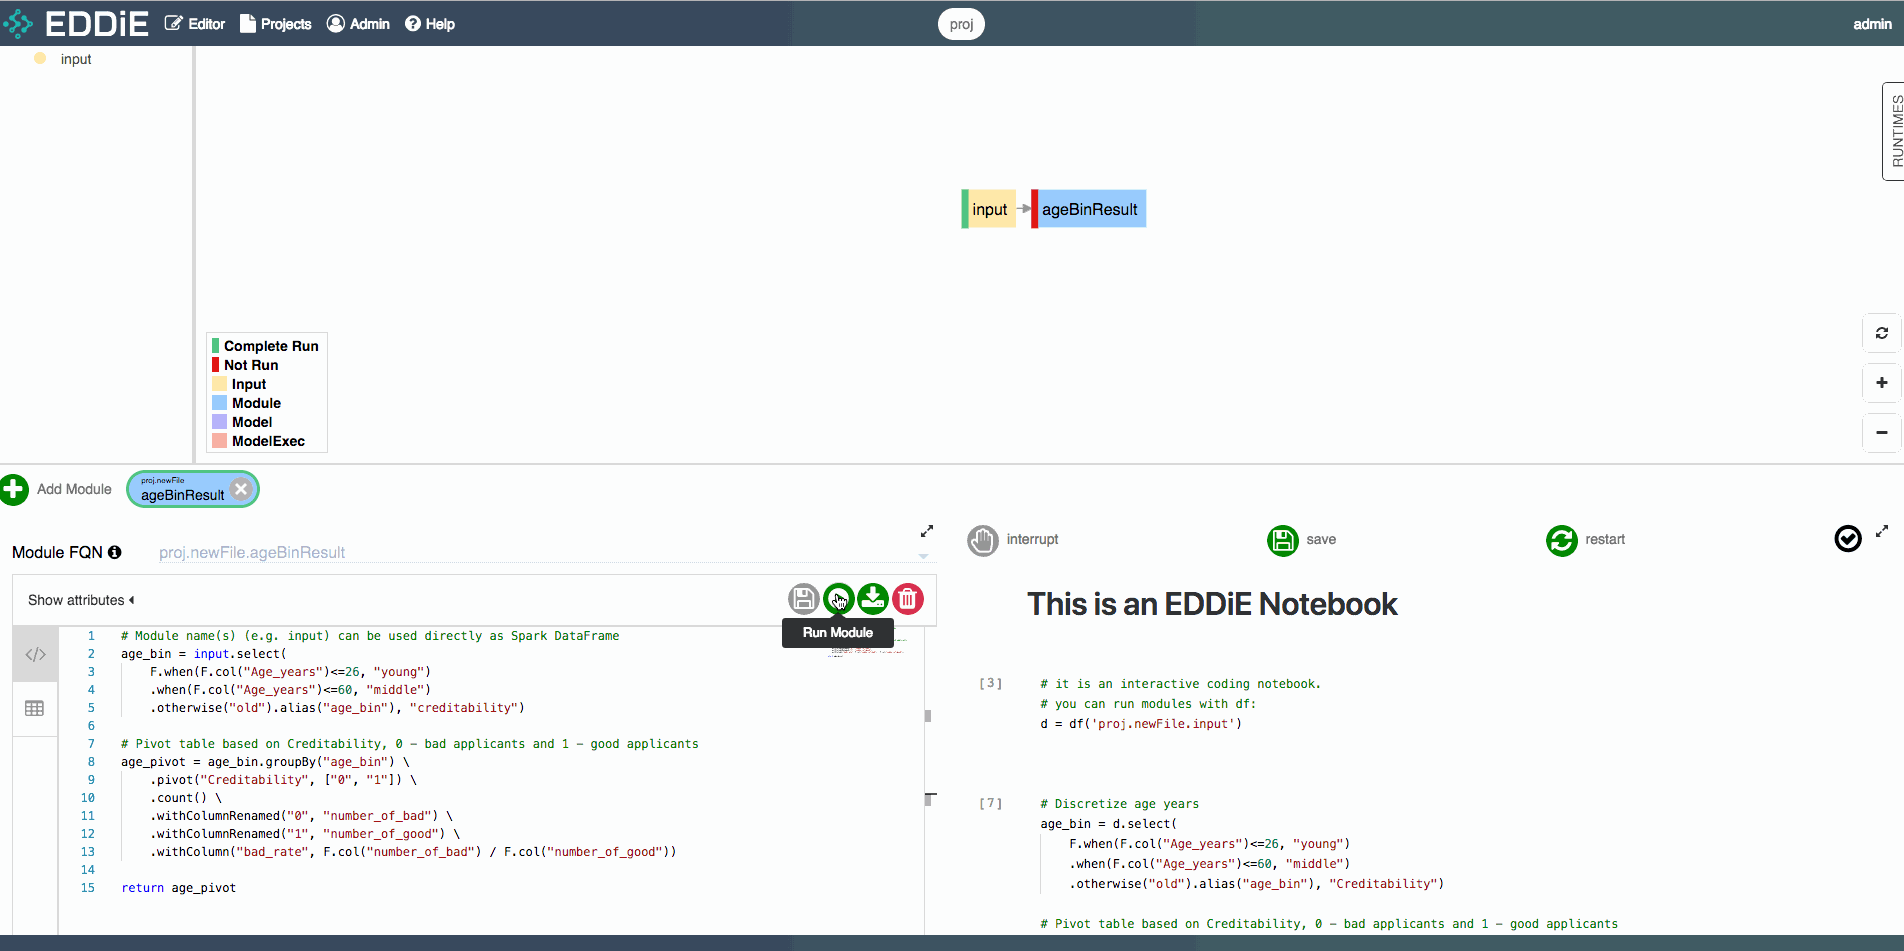 EDDiE Editor Projects Admin Help proj admin
input
RUNTIMES
input ageBinResult
Complete Run
Not Run
Input
Module
Model
ModelExec
Add Module
proj.newFile
ageBinResult
Module FQN proj.newFile.ageBinResult
Show attributes
Run Module
1 # Module name(s) (e.g. input) can be used directly as Spark DataFrame
2 age_bin = input.select(
3 F.when(F.col("Age_years")<=26, "young")
4 .when(F.col("Age_years")<=60, "middle")
5 .otherwise("old").alias("age_bin"), "creditability")
6
7 # Pivot table based on Creditability, 0 - bad applicants and 1 - good applicants
8 age_pivot = age_bin.groupBy("age_bin") \
9 .pivot("Creditability", ["0", "1"]) \
10 .count() \
11 .withColumnRenamed("0", "number_of_bad") \
12 .withColumnRenamed("1", "number_of_good") \
13 .withColumn("bad_rate", F.col("number_of_bad") / F.col("number_of_good"))
14
15 return age_pivot
interrupt save restart
This is an EDDiE Notebook
[3] # it is an interactive coding notebook.
# you can run modules with df:
d = df('proj.newFile.input')
[7] # Discretize age years
age_bin = d.select(
F.when(F.col("Age_years")<=26, "young")
.when(F.col("Age_years")<=60, "middle")
.otherwise("old").alias("age_bin"), "Creditability")
# Pivot table based on Creditability, 0 - bad applicants and 1 - good applicants